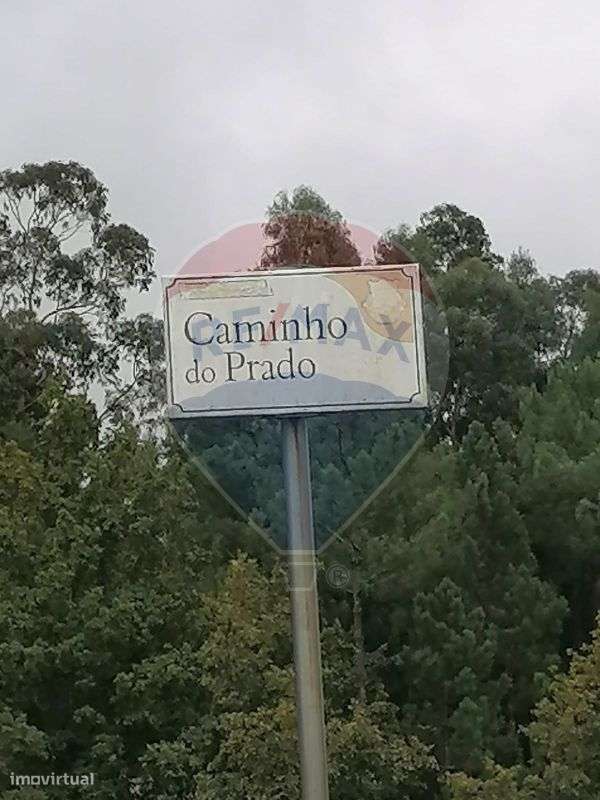 Caminho
do Prado
RE/MAX
®
imovirtual